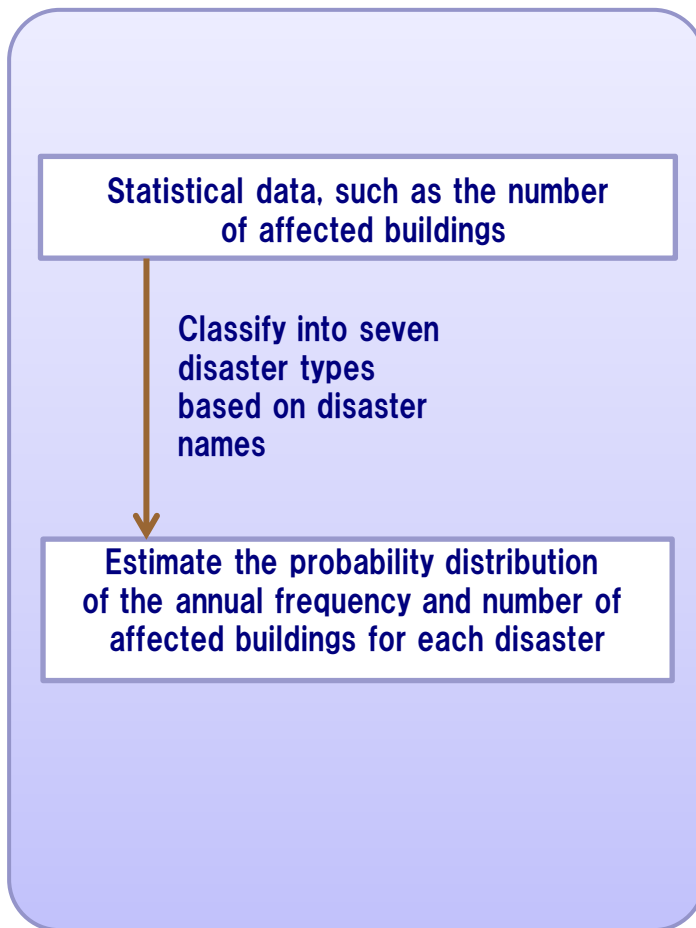 Statistical data, such as the number
of affected buildings
Classify into seven
disaster types
based on disaster
names
Estimate the probability distribution
of the annual frequency and number of
affected buildings for each disaster